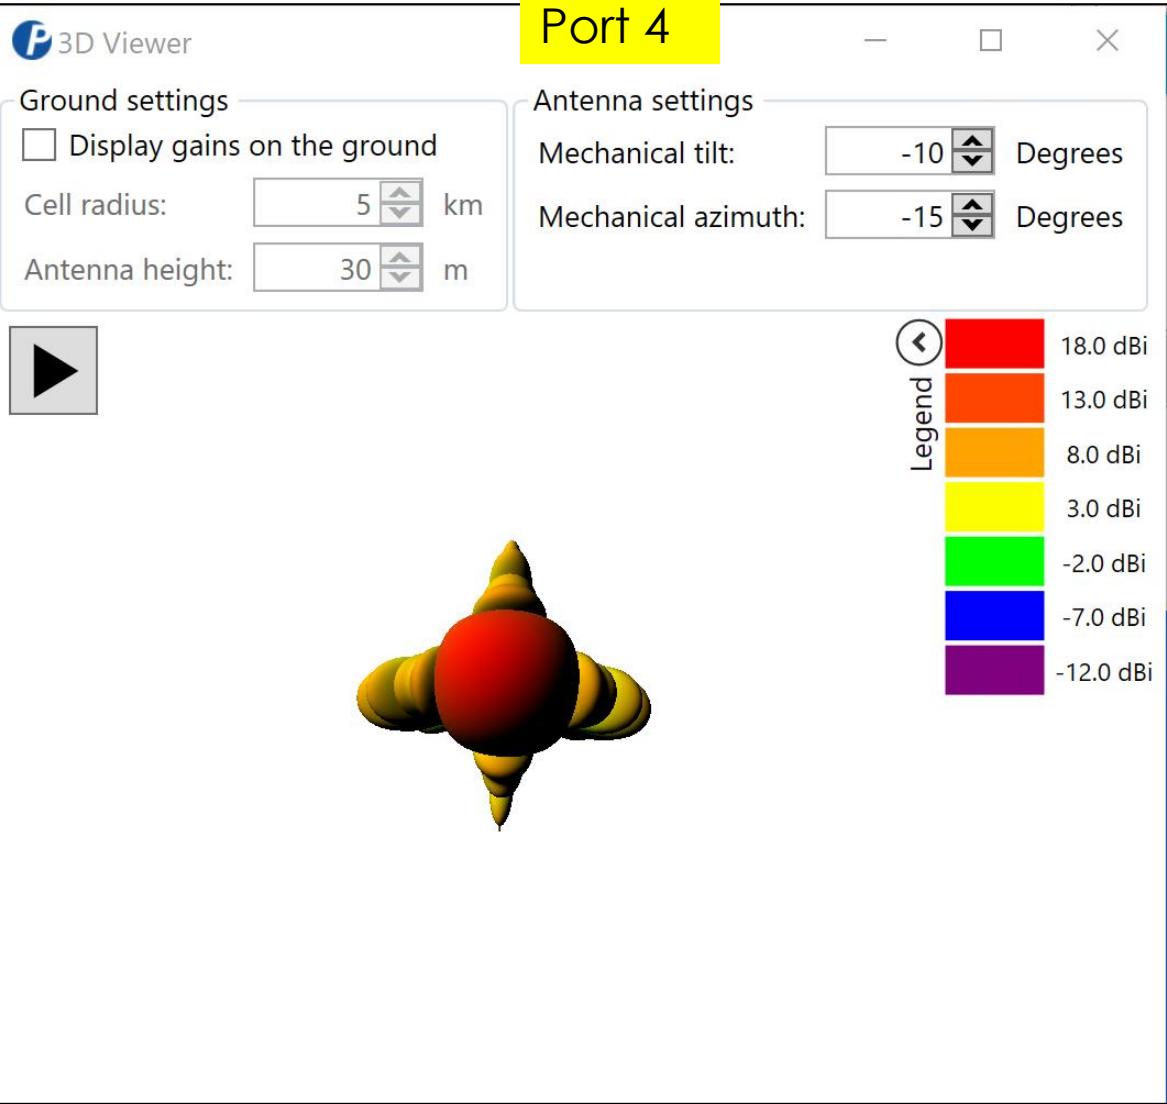 Port 4
3D Viewer
Ground settings
Display gains on the ground
Cell radius: 5 km
Antenna height: 30 m
Antenna settings
Mechanical tilt: -10 Degrees
Mechanical azimuth: -15 Degrees
Legend
18.0 dBi
13.0 dBi
8.0 dBi
3.0 dBi
-2.0 dBi
-7.0 dBi
-12.0 dBi